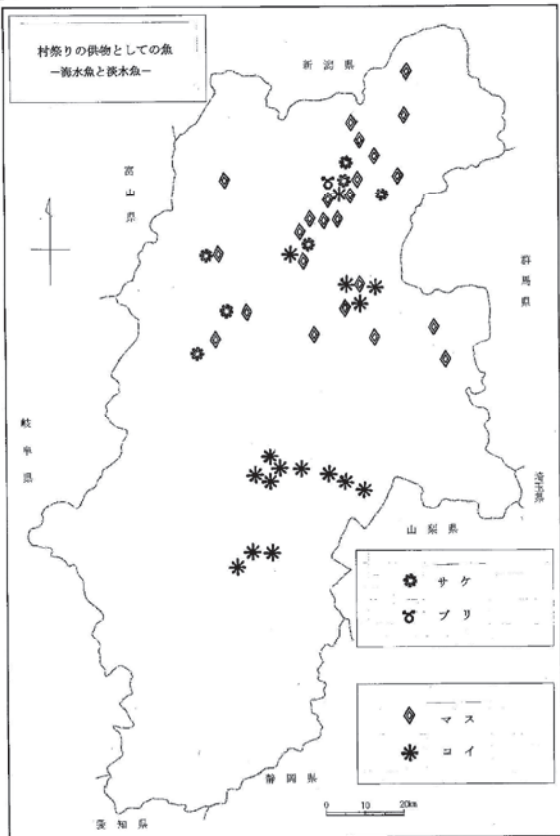 村祭りの供物としての魚
―海水魚と淡水魚―
新潟県
富山県
群馬県
岐阜県
埼玉県
山梨県
サケ
ブリ
マス
コイ
静岡県
愛知県
0 10 20km